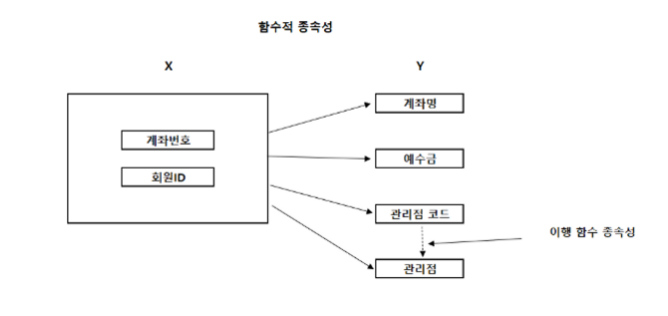 함수적 종속성
X
Y
계좌번호
회원ID
계좌명
예수금
관리점 코드
이행 함수 종속성
관리점